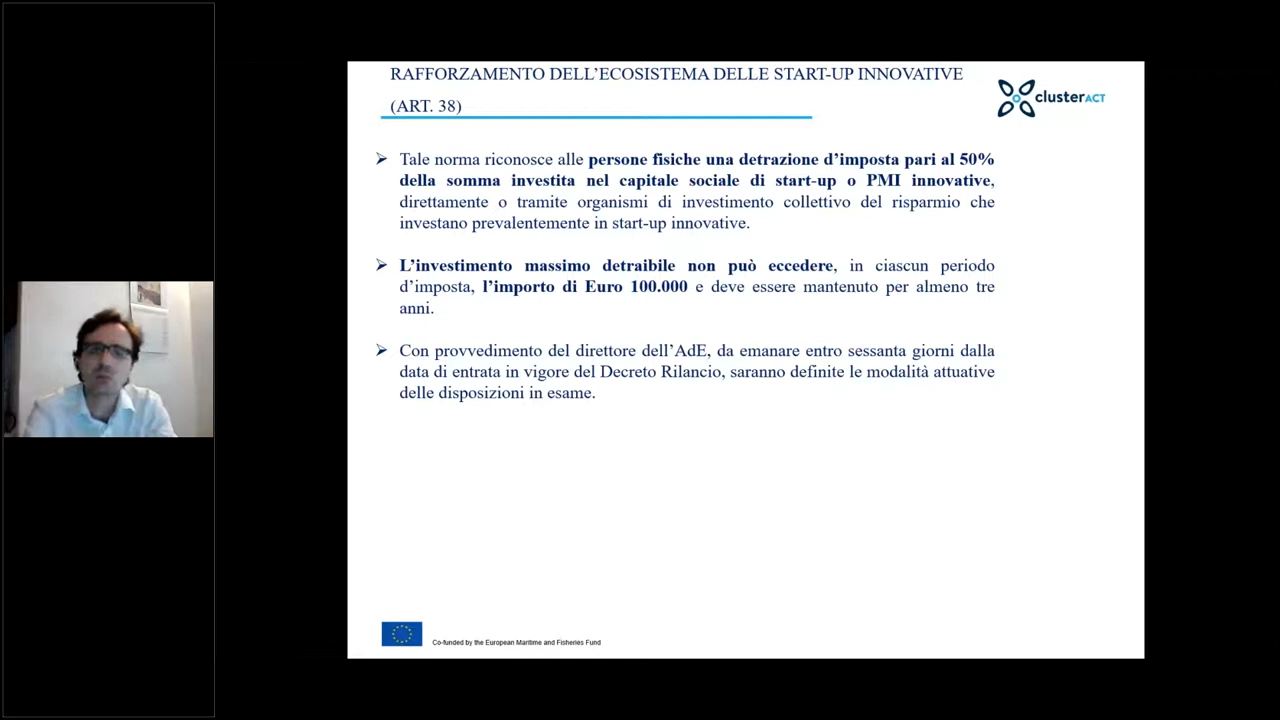 RAFFORZAMENTO DELL’ECOSISTEMA DELLE START-UP INNOVATIVE
(ART. 38)
clusterACT
Tale norma riconosce alle persone fisiche una detrazione d’imposta pari al 50%
della somma investita nel capitale sociale di start-up o PMI innovative,
direttamente o tramite organismi di investimento collettivo del risparmio che
investano prevalentemente in start-up innovative.
L’investimento massimo detraibile non può eccedere, in ciascun periodo
d’imposta, l’importo di Euro 100.000 e deve essere mantenuto per almeno tre
anni.
Con provvedimento del direttore dell’AdE, da emanare entro sessanta giorni dalla
data di entrata in vigore del Decreto Rilancio, saranno definite le modalità attuative
delle disposizioni in esame.
Co-funded by the European Maritime and Fisheries Fund